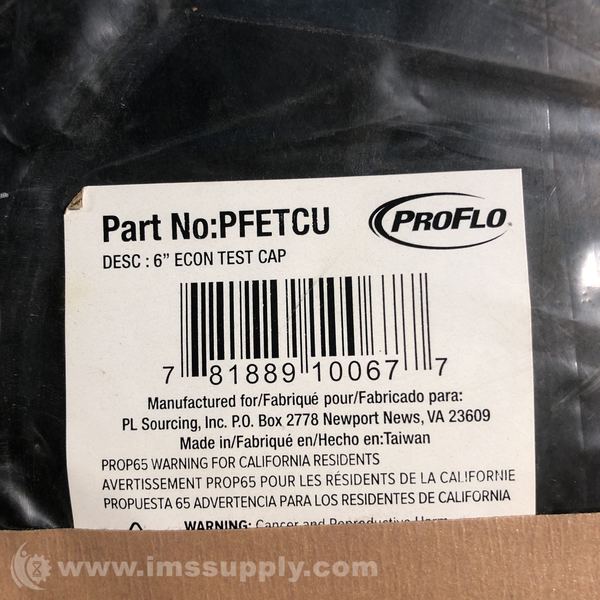 Part No:PFETCU
PROFLO
DESC : 6" ECON TEST CAP
7 81889 10067 7
Manufactured for/Fabriqué pour/Fabricado para:
PL Sourcing, Inc. P.O. Box 2778 Newport News, VA 23609
Made in/Fabriqué en/Hecho en:Taiwan
PROP65 WARNING FOR CALIFORNIA RESIDENTS
AVERTISSEMENT PROP65 POUR LES RÉSIDENTS DE LA CALIFORNIE
PROPUESTA 65 ADVERTENCIA PARA LOS RESIDENTES DE CALIFORNIA
WARNING: Cancer and Reproductive Harm
www.imssupply.com